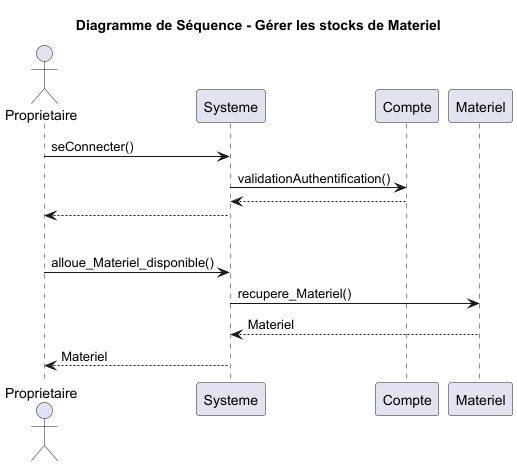 Diagramme de Séquence - Gérer les stocks de Materiel
Proprietaire
Systeme
Compte
Materiel
seConnecter()
validationAuthentification()
alloue_Materiel_disponible()
recupere_Materiel()
Materiel
Materiel
Proprietaire
Systeme
Compte
Materiel